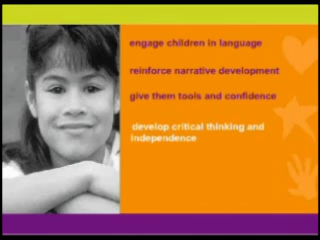 engage children in language
reinforce narrative development
give them tools and confidence
develop critical thinking and
independence